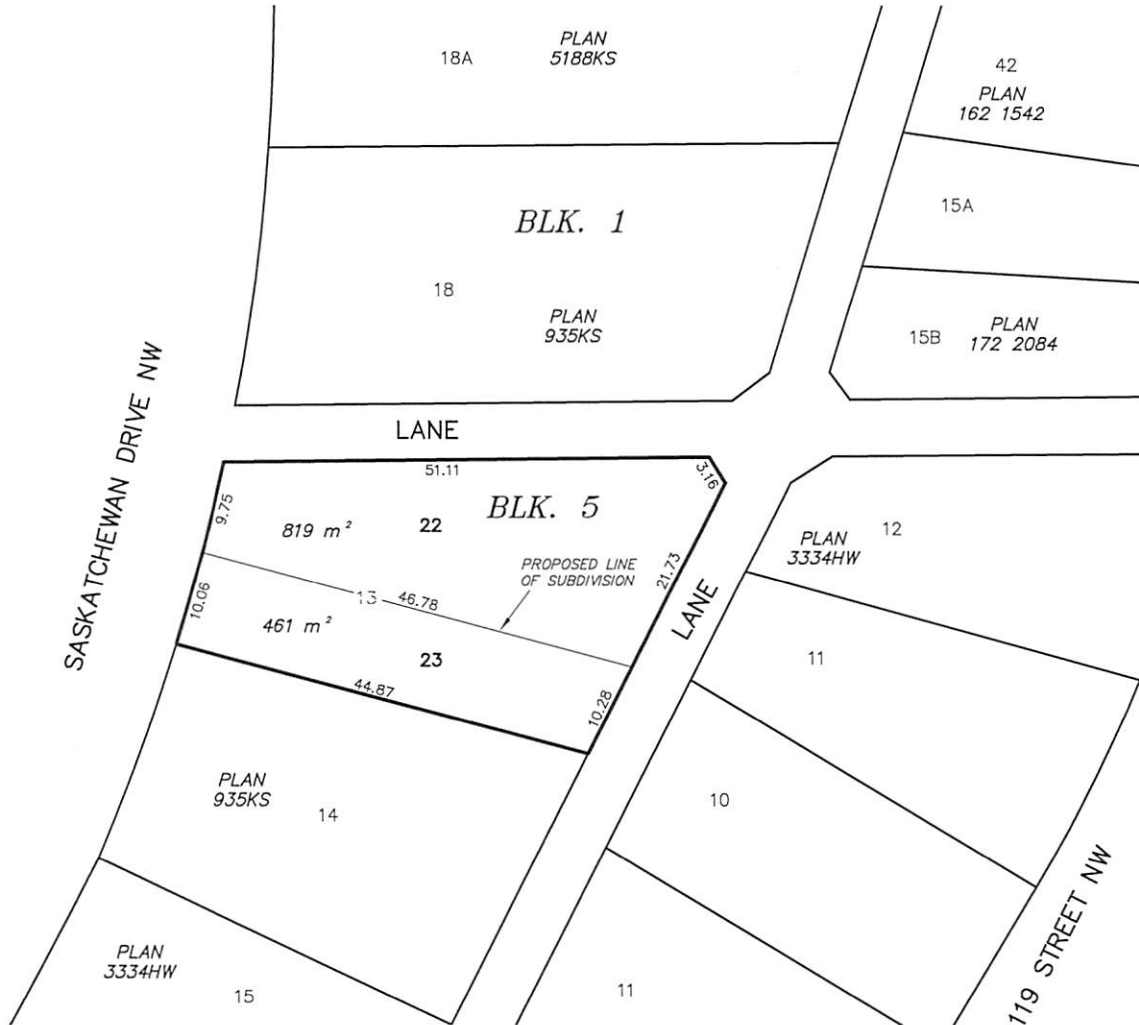 18A
PLAN
5188KS
42
PLAN
162 1542
BLK. 1
15A
18
PLAN
935KS
15B
PLAN
172 2084
SASKATCHEWAN DRIVE NW
LANE
51.11
3.16
9.75
819 m²
22
BLK. 5
PROPOSED LINE
OF SUBDIVISION
21.73
12
PLAN
3334HW
10.06
13
46.78
461 m²
23
LANE
11
44.87
10.28
PLAN
935KS
14
10
PLAN
3334HW
15
11
119 STREET NW